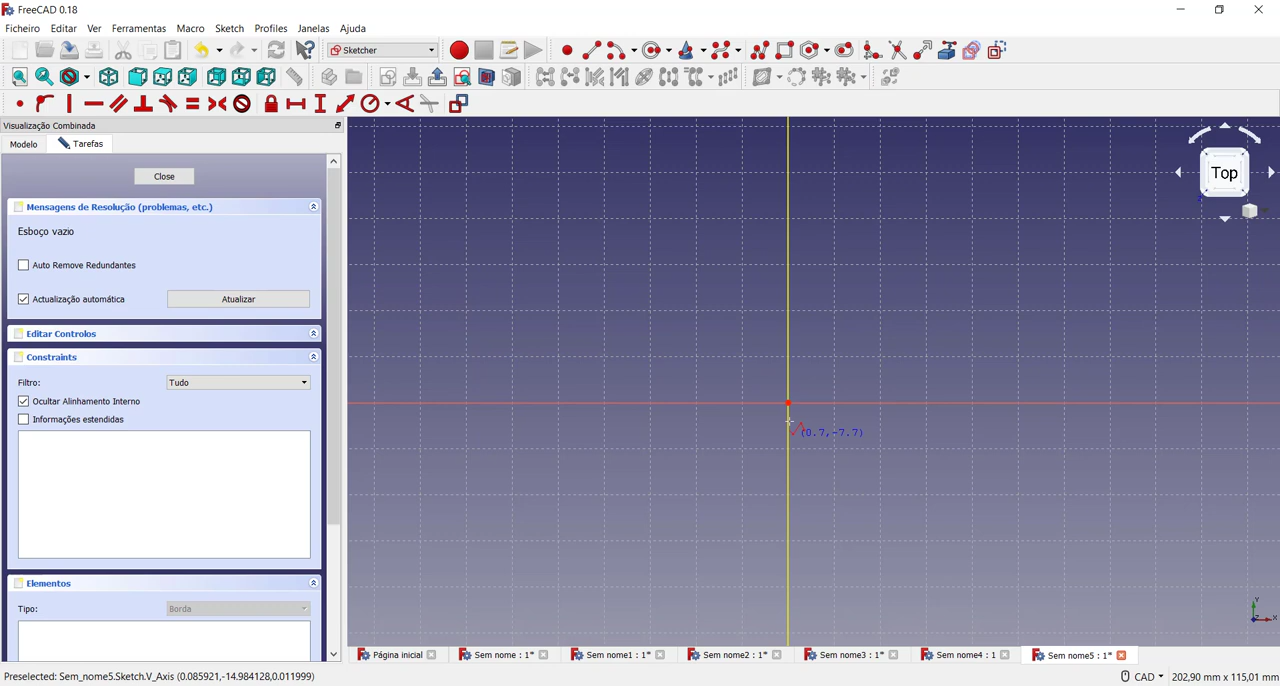 FreeCAD 0.18
Ficheiro Editar Ver Ferramentas Macro Sketch Profiles Janelas Ajuda
Sketcher
Visualização Combinada
Modelo Tarefas
Close
Mensagens de Resolução (problemas, etc.)
Esboço vazio
Auto Remove Redundantes
Actualização automática Atualizar
Editar Controlos
Constraints
Filtro: Tudo
Ocultar Alinhamento Interno
Informações estendidas
Elementos
Tipo: Borda
Top
Z
(0.7,-7.7)
Y
Z X
Página inicial Sem nome : 1* Sem nome1 : 1* Sem nome2 : 1* Sem nome3 : 1* Sem nome4 : 1 Sem nome5 : 1*
Preselected: Sem_nome5.Sketch.V_Axis (0.085921,-14.984128,0.011999) CAD 202,90 mm x 115,01 mm